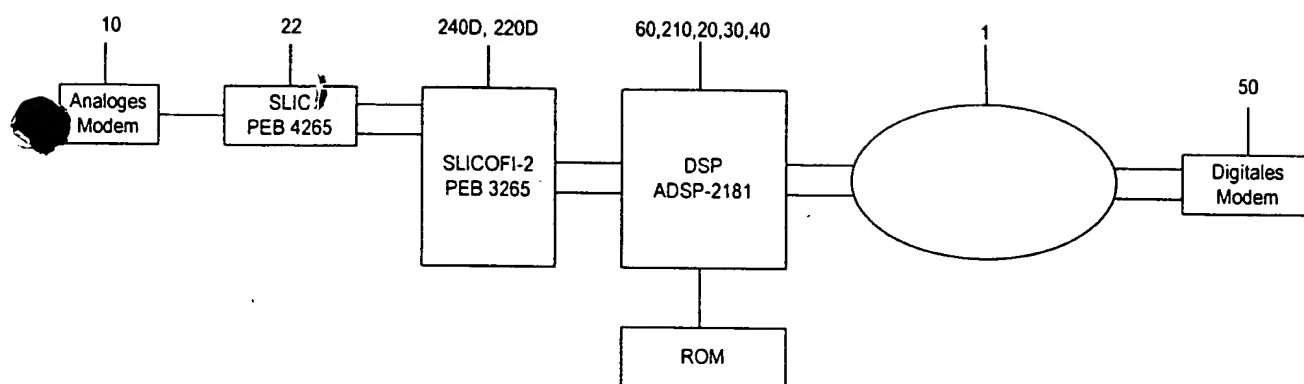 10
22
240D, 220D
60,210,20,30,40
1
50
Analoges
Modem
SLIC
PEB 4265
SLICOFI-2
PEB 3265
DSP
ADSP-2181
Digitales
Modem
ROM